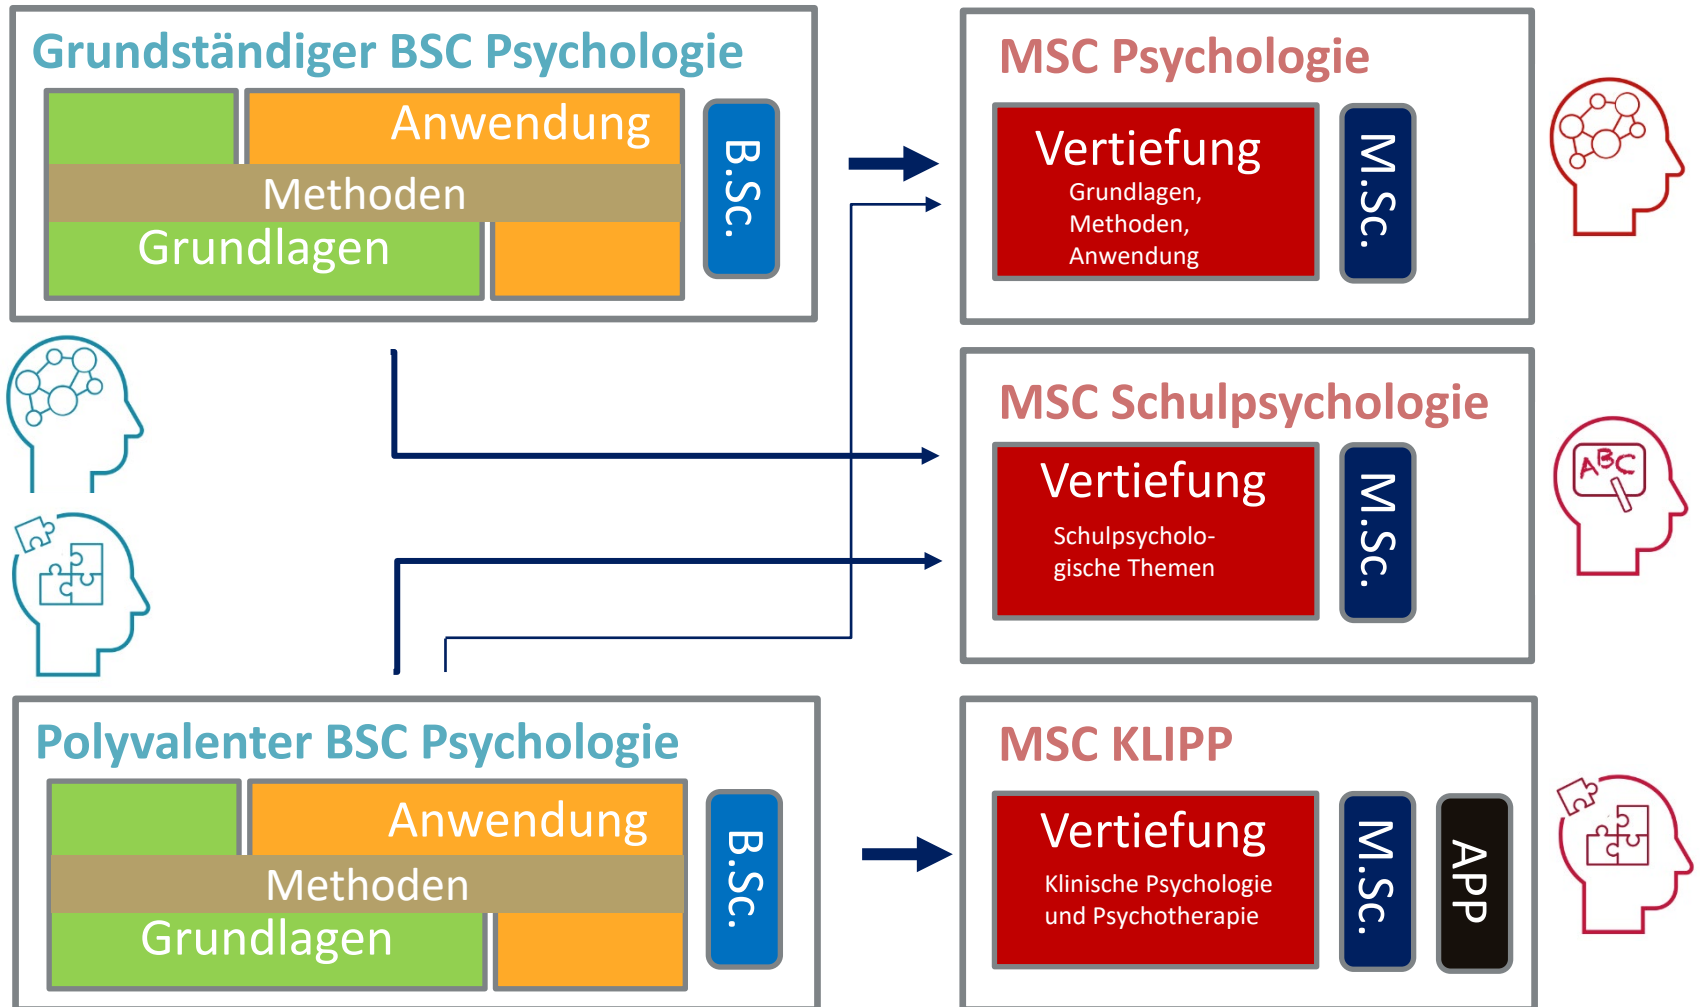 Grundständiger BSC Psychologie
Anwendung
Methoden
Grundlagen
B.Sc.
MSC Psychologie
Vertiefung
Grundlagen,
Methoden,
Anwendung
M.Sc.
MSC Schulpsychologie
Vertiefung
Schulpsycholo-
gische Themen
M.Sc.
ABC
Polyvalenter BSC Psychologie
Anwendung
Methoden
Grundlagen
B.Sc.
MSC KLIPP
Vertiefung
Klinische Psychologie
und Psychotherapie
M.Sc.
APP